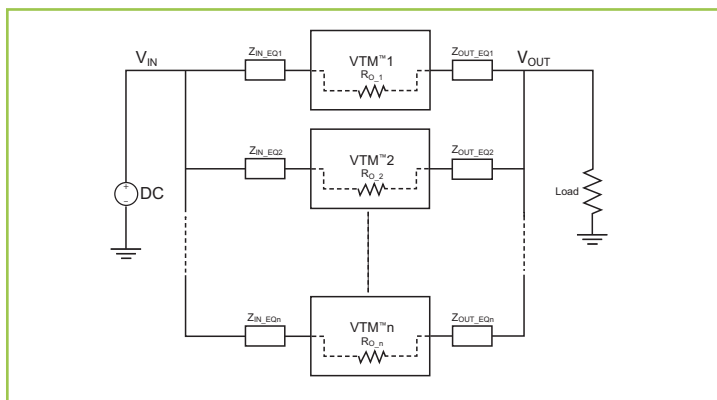 V_IN
Z_IN_EQ1
VTM™1
R_O_1
Z_OUT_EQ1
V_OUT
Z_IN_EQ2
VTM™2
R_O_2
Z_OUT_EQ2
+
–
DC
Load
Z_IN_EQn
VTM™n
R_O_n
Z_OUT_EQn